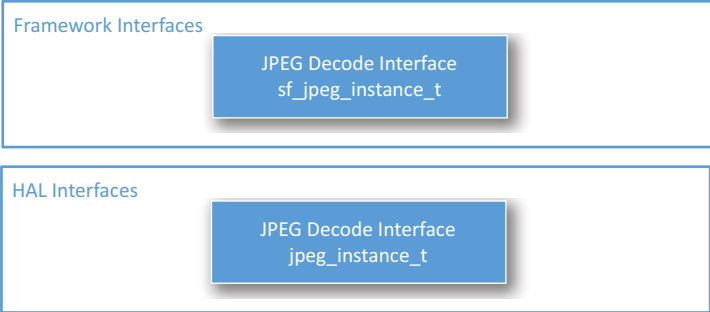 Framework Interfaces
JPEG Decode Interface
sf_jpeg_instance_t
HAL Interfaces
JPEG Decode Interface
jpeg_instance_t